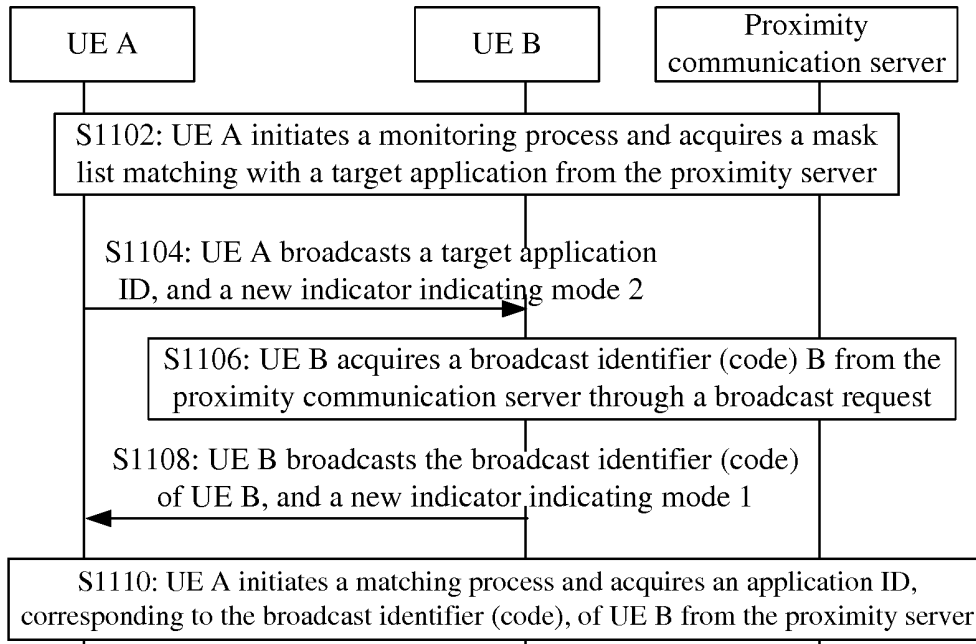 UE A
UE B
Proximity
communication server
S1102: UE A initiates a monitoring process and acquires a mask
list matching with a target application from the proximity server
S1104: UE A broadcasts a target application
ID, and a new indicator indicating mode 2
S1106: UE B acquires a broadcast identifier (code) B from the
proximity communication server through a broadcast request
S1108: UE B broadcasts the broadcast identifier (code)
of UE B, and a new indicator indicating mode 1
S1110: UE A initiates a matching process and acquires an application ID,
corresponding to the broadcast identifier (code), of UE B from the proximity server